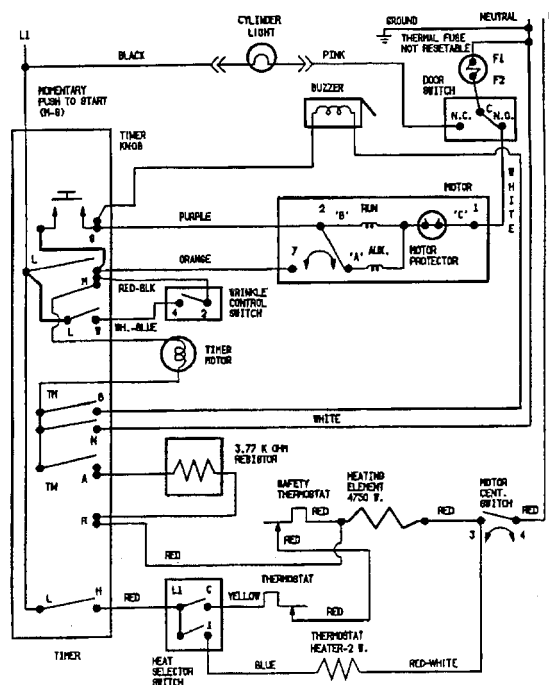 L1
CYLINDER
LIGHT
GROUND
NEUTRAL
BLACK
PINK
THERMAL FUSE
NOT RESETABLE
F1
F2
MOMENTARY
PUSH TO START
(M-S)
BUZZER
DOOR
SWITCH
N.C.
C
N.O.
TIMER
KNOB
WHITE
MOTOR
PURPLE
2
'B'
RUN
'C'
1
S
L
ORANGE
7
'A'
AUX.
MOTOR
PROTECTOR
M
RED-BLK
WRINKLE
CONTROL
SWITCH
4
2
L
W
WH.-BLUE
TIMER
MOTOR
TM
B
WHITE
N
3.77 K OHM
RESISTOR
TM
A
SAFETY
THERMOSTAT
HEATING
ELEMENT
4750 W.
MOTOR
CENT.
SWITCH
R
RED
RED
3
4
RED
RED
L
H
RED
L1
C
YELLOW
THERMOSTAT
RED
THERMOSTAT
HEATER-2 W.
TIMER
HEAT
SELECTOR
SWITCH
BLUE
RED-WHITE